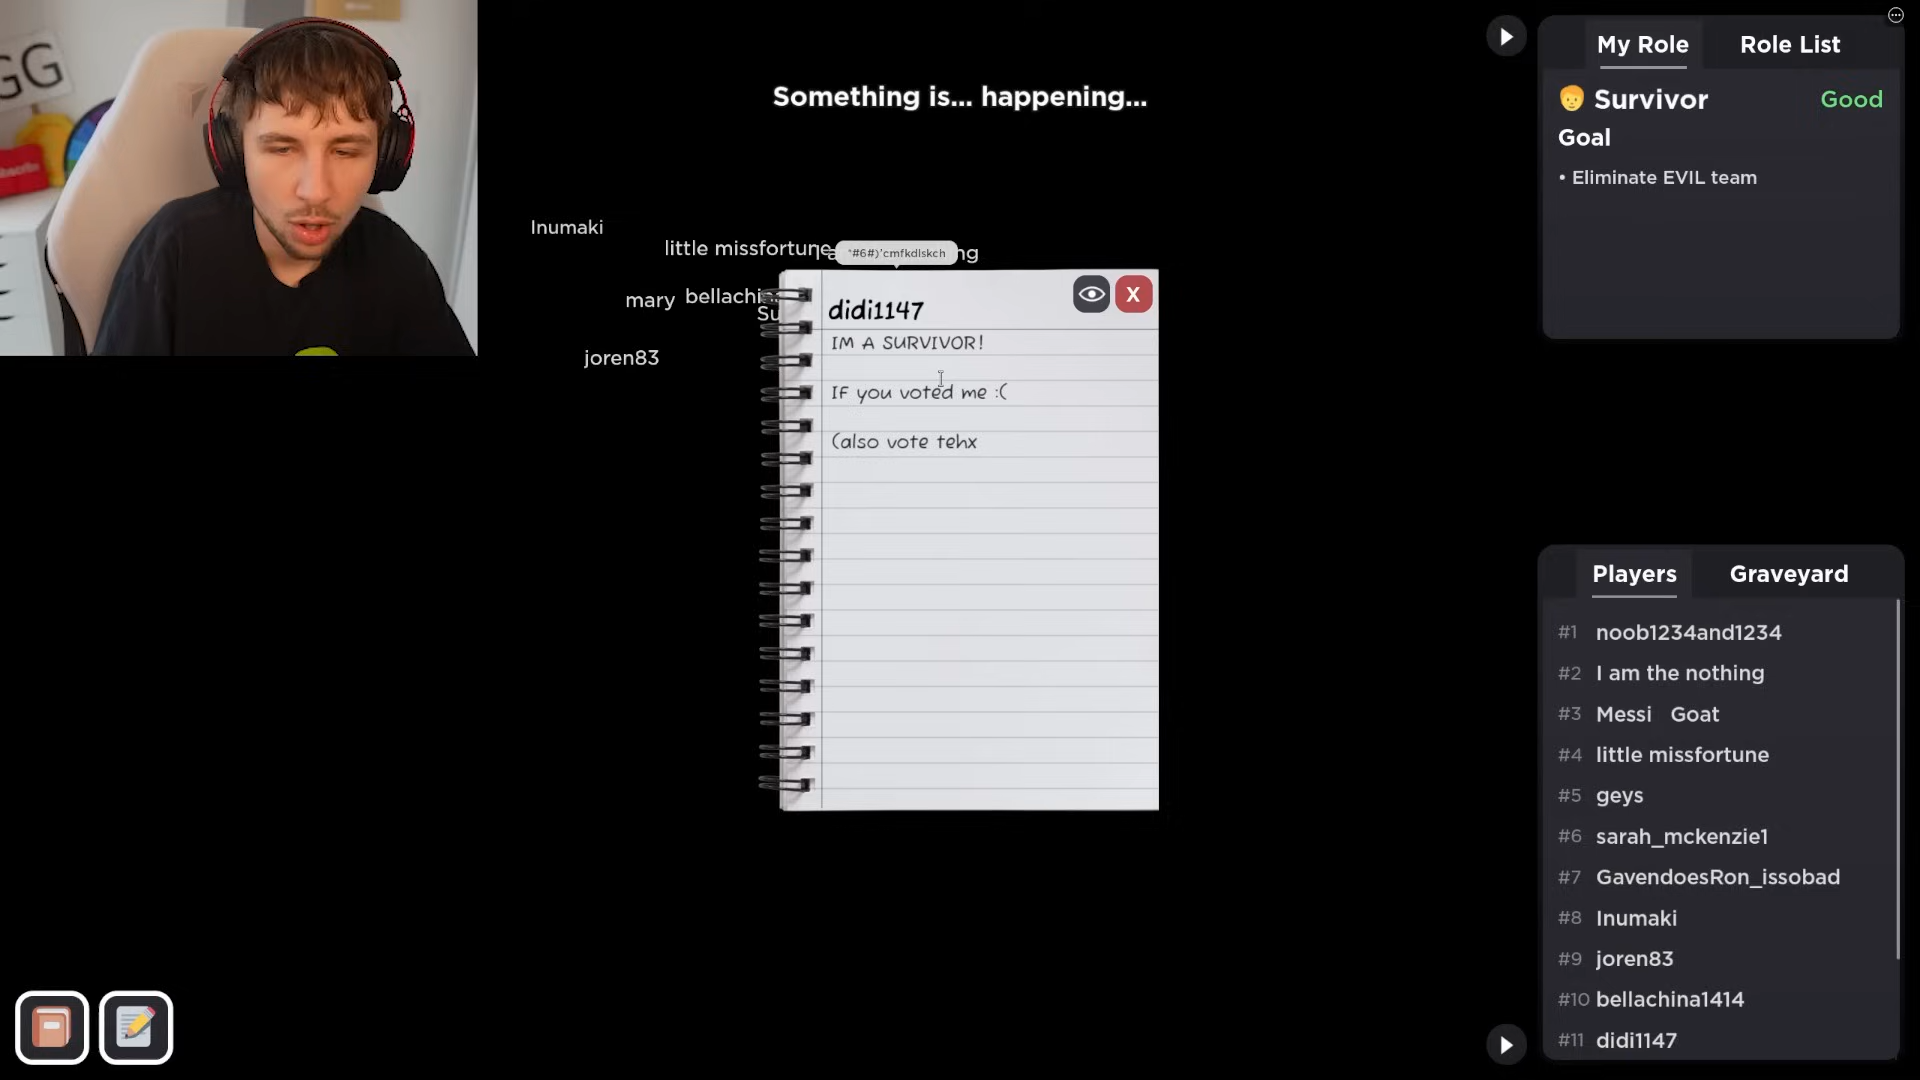 GG
Something is... happening...
My Role
Role List
Survivor
Good
Goal
• Eliminate EVIL team
Inumaki
little missfortune
"#6#)'cmfkdlskch
mary
joren83
didi1147
X
IM A SURVIVOR!
IF you voted me :(
(also vote tehx
Players
Graveyard
#1 noob1234and1234
#2 I am the nothing
#3 Messi Goat
#4 little missfortune
#5 geys
#6 sarah_mckenzie1
#7 GavendoesRon_issobad
#8 Inumaki
#9 joren83
#10 bellachina1414
#11 didi1147